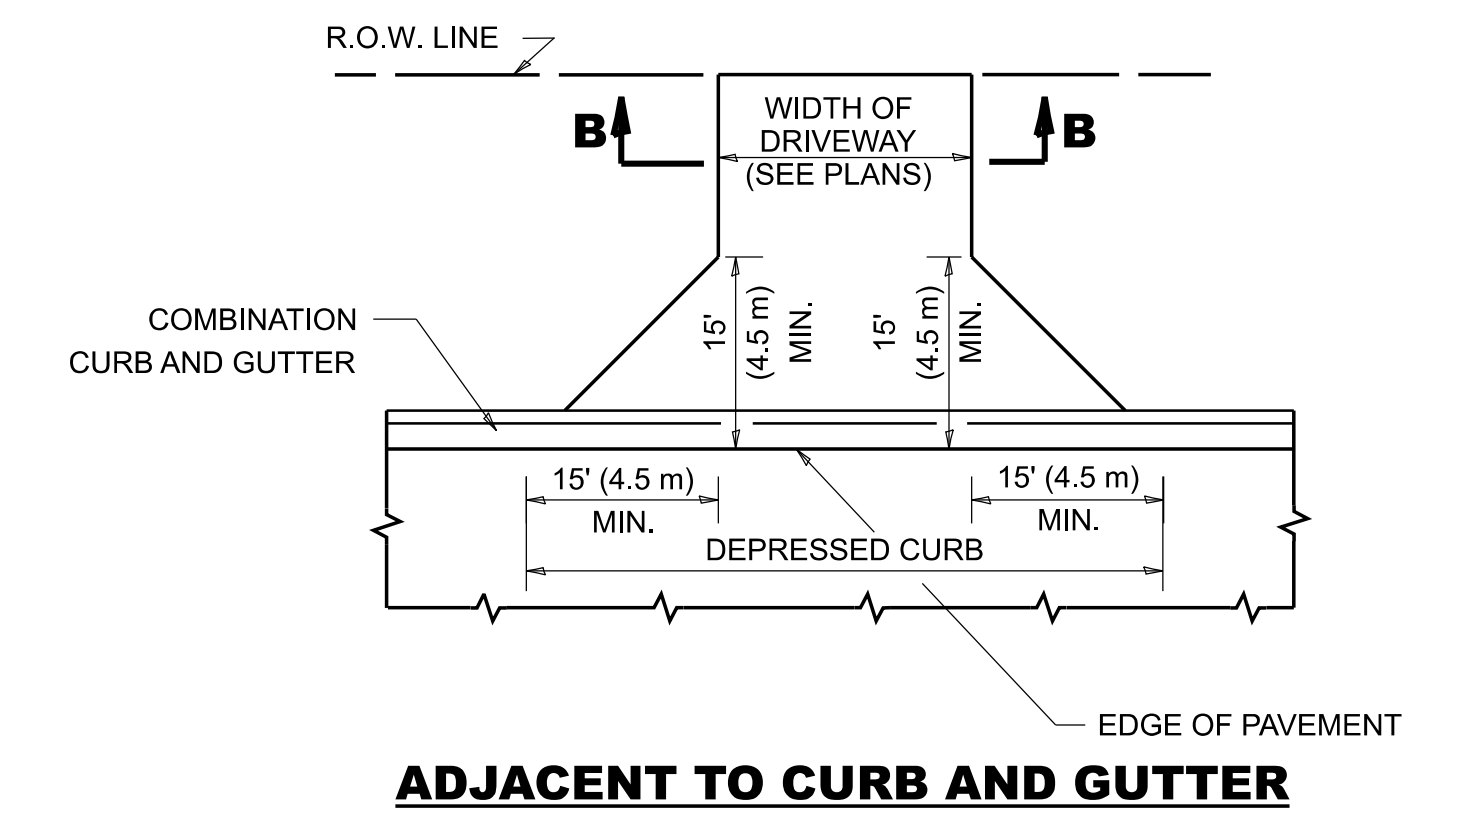 R.O.W. LINE
B
WIDTH OF
DRIVEWAY
(SEE PLANS)
B
COMBINATION
CURB AND GUTTER
15'
(4.5 m)
MIN.
15'
(4.5 m)
MIN.
15' (4.5 m)
MIN.
15' (4.5 m)
MIN.
DEPRESSED CURB
EDGE OF PAVEMENT
ADJACENT TO CURB AND GUTTER